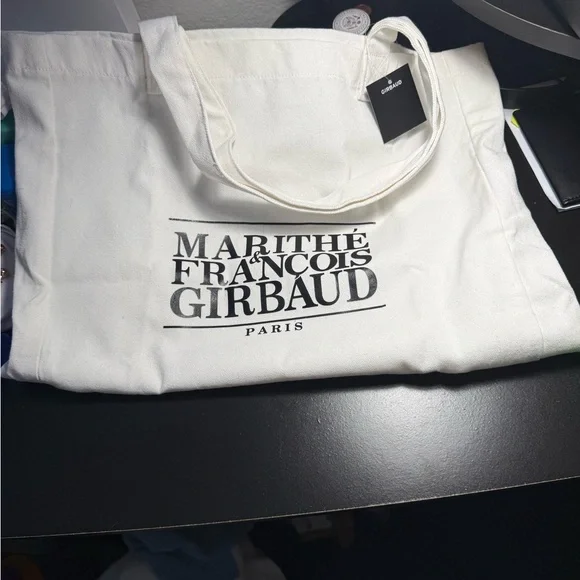 GIRBAUD
MARITHÉ
&
FRANÇOIS
GIRBAUD
PARIS